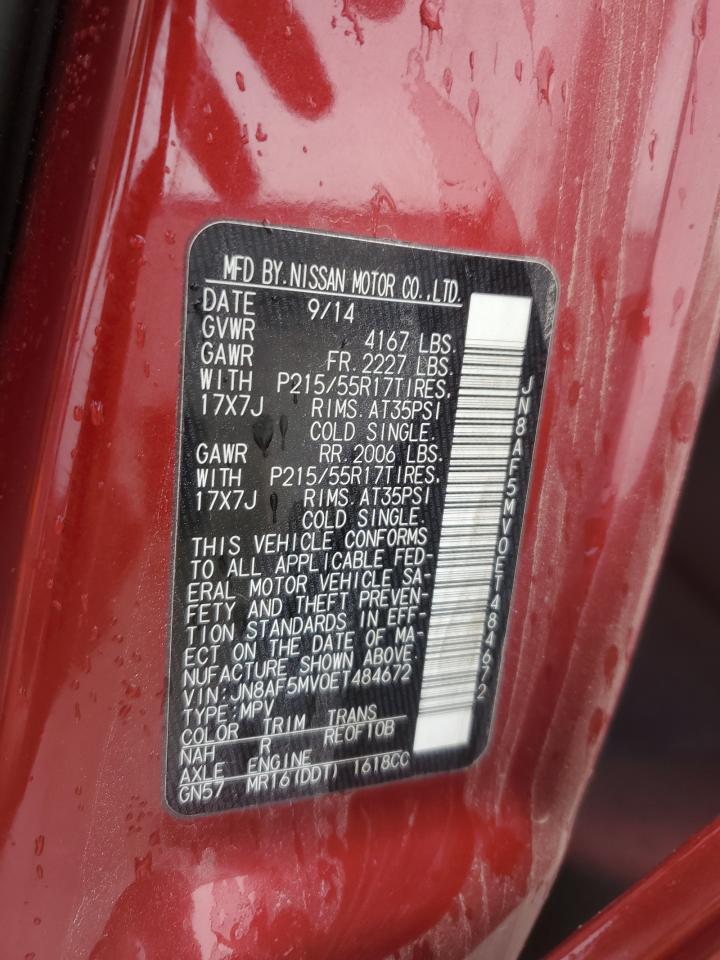 MFD BY.NISSAN MOTOR CO.,LTD.
DATE 9/14
GVWR 4167 LBS.
GAWR FR. 2227 LBS.
WITH P215/55R17TIRES.
17X7J RIMS. AT35PSI
COLD SINGLE.
GAWR RR. 2006 LBS.
WITH P215/55R17TIRES.
17X7J RIMS. AT35PSI
COLD SINGLE.
THIS VEHICLE CONFORMS
TO ALL APPLICABLE FED-
ERAL MOTOR VEHICLE SA-
FETY AND THEFT PREVEN-
TION STANDARDS IN EFF-
ECT ON THE DATE OF MA-
NUFACTURE SHOWN ABOVE.
VIN:JN8AF5MV0ET484672
TYPE:MPV
COLOR TRIM TRANS
NAH R RE0F10B
AXLE ENGINE
GN57 MR16(DDT) 1618CC
JN8AF5MV0ET484672